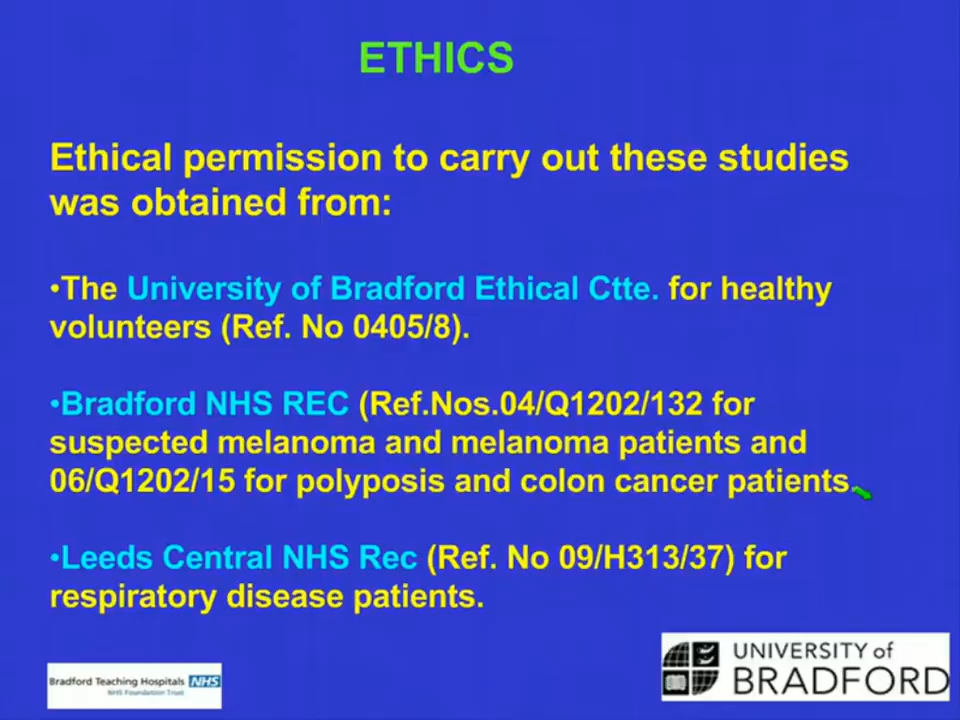 ETHICS
Ethical permission to carry out these studies
was obtained from:
•The University of Bradford Ethical Ctte. for healthy
volunteers (Ref. No 0405/8).
•Bradford NHS REC (Ref.Nos.04/Q1202/132 for
suspected melanoma and melanoma patients and
06/Q1202/15 for polyposis and colon cancer patients.
•Leeds Central NHS Rec (Ref. No 09/H313/37) for
respiratory disease patients.
Bradford Teaching Hospitals NHS
NHS Foundation Trust
UNIVERSITY of
BRADFORD